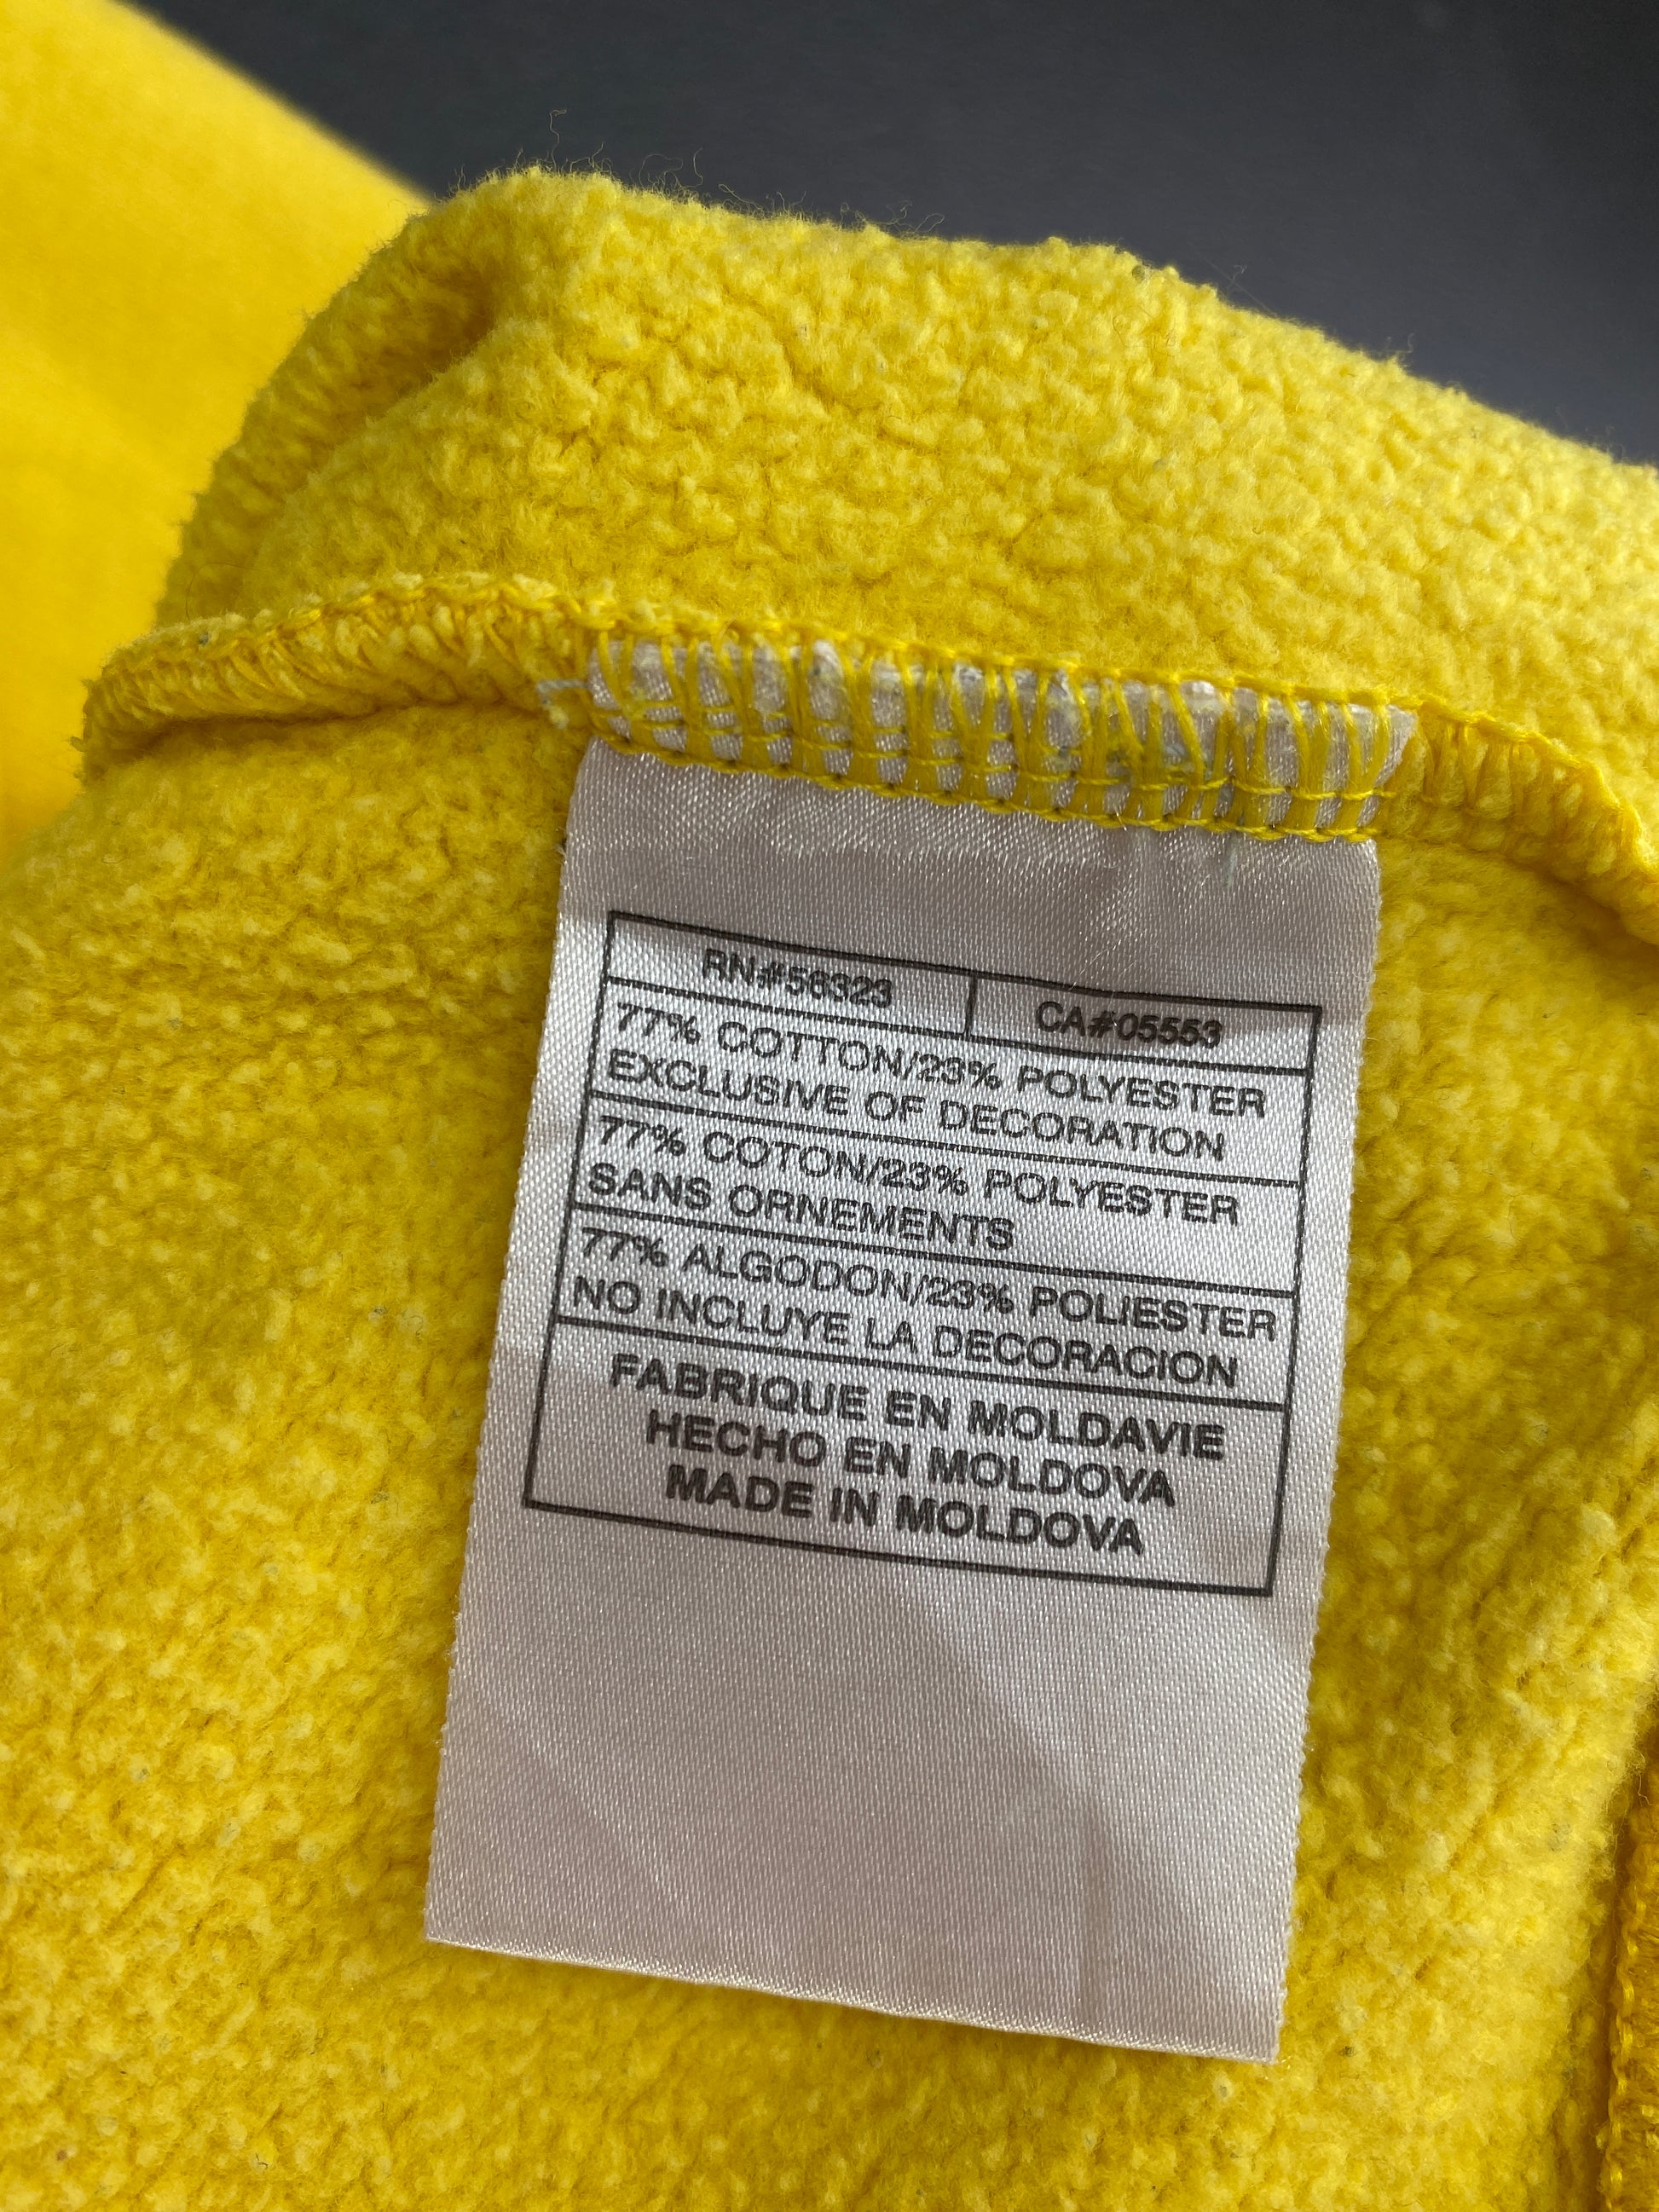 RN#56323 CA#05553
77% COTTON/23% POLYESTER
EXCLUSIVE OF DECORATION
77% COTON/23% POLYESTER
SANS ORNEMENTS
77% ALGODON/23% POLIESTER
NO INCLUYE LA DECORACION
FABRIQUE EN MOLDAVIE
HECHO EN MOLDOVA
MADE IN MOLDOVA